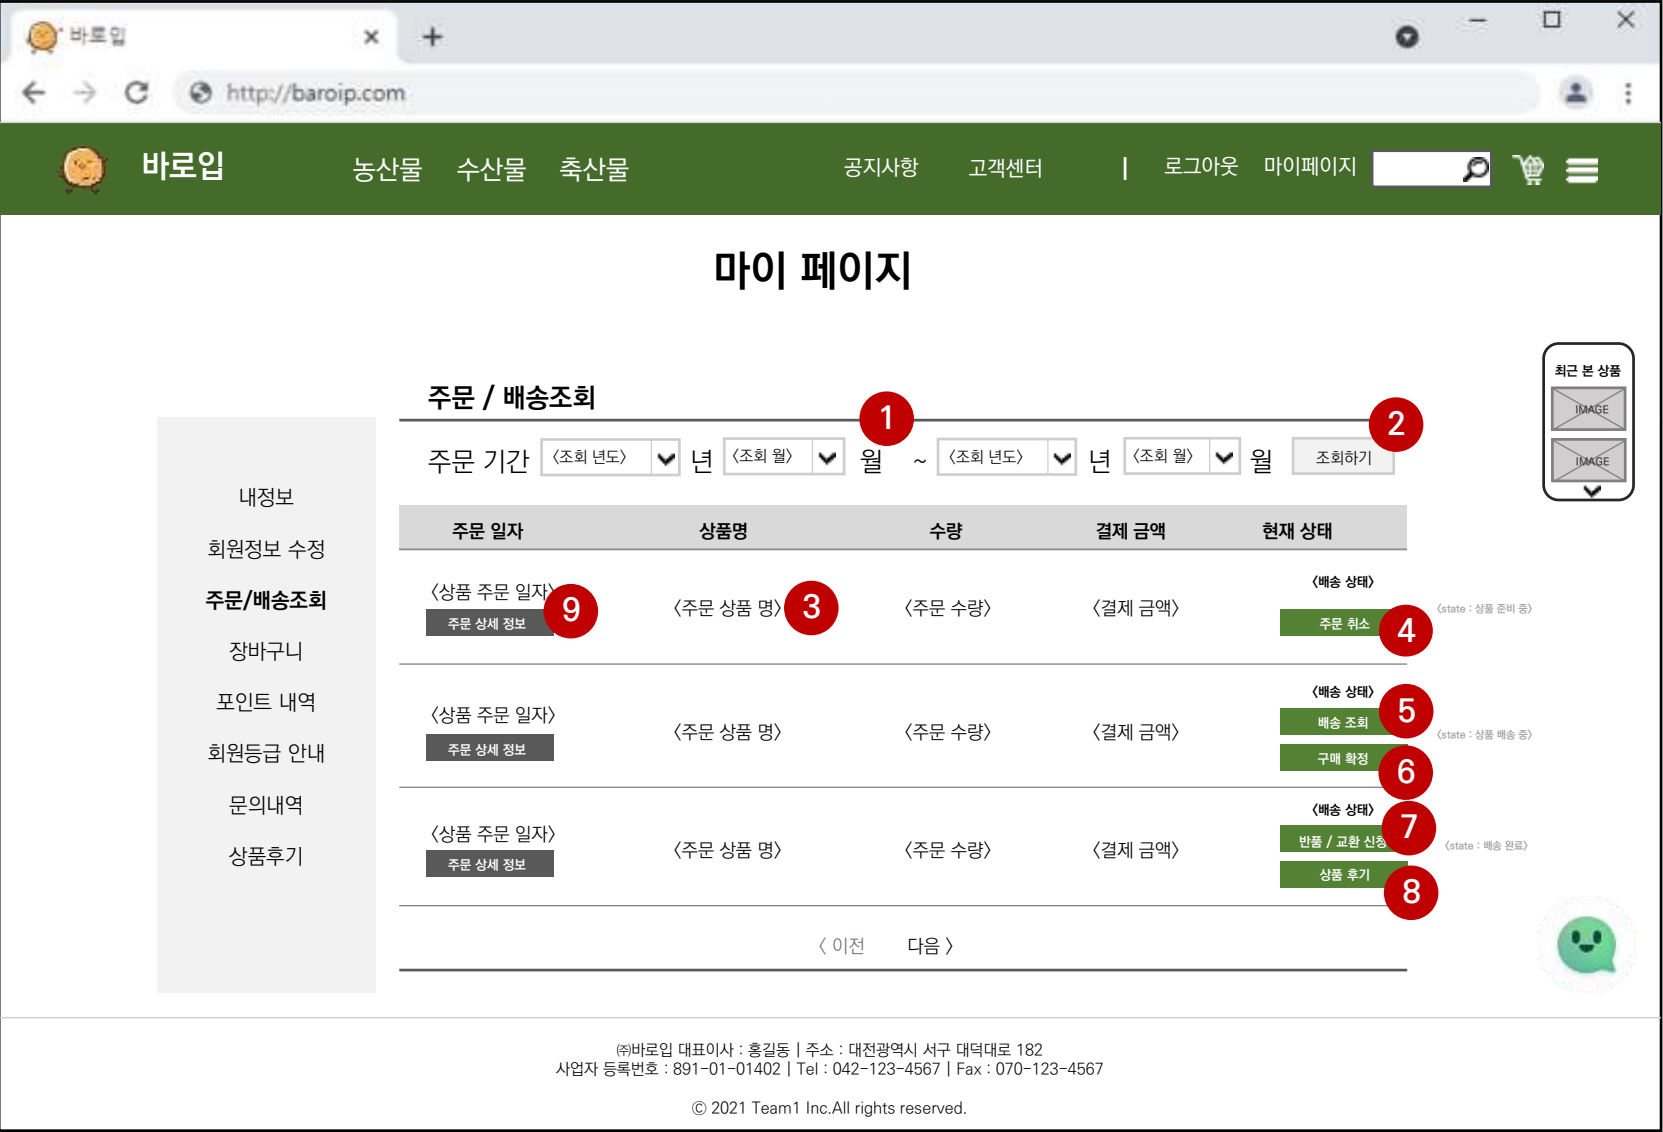 바로입
http://baroip.com
바로입 농산물 수산물 축산물 공지사항 고객센터 | 로그아웃 마이페이지
마이 페이지
최근 본 상품
IMAGE
IMAGE
내정보
회원정보 수정
주문/배송조회
장바구니
포인트 내역
회원등급 안내
문의내역
상품후기
주문 / 배송조회
1
2
주문 기간 〈조회 년도〉 년 〈조회 월〉 월 ~ 〈조회 년도〉 년 〈조회 월〉 월 조회하기
주문 일자 상품명 수량 결제 금액 현재 상태
〈상품 주문 일자〉
주문 상세 정보
9
〈주문 상품 명〉
3
〈주문 수량〉
〈결제 금액〉
〈배송 상태〉
주문 취소
4
〈state : 상품 준비 중〉
〈상품 주문 일자〉
주문 상세 정보
〈주문 상품 명〉
〈주문 수량〉
〈결제 금액〉
〈배송 상태〉
배송 조회
5
구매 확정
6
〈state : 상품 배송 중〉
〈상품 주문 일자〉
주문 상세 정보
〈주문 상품 명〉
〈주문 수량〉
〈결제 금액〉
〈배송 상태〉
반품 / 교환 신청
7
상품 후기
8
〈state : 배송 완료〉
〈 이전 다음 〉
㈜바로입 대표이사 : 홍길동 | 주소 : 대전광역시 서구 대덕대로 182
사업자 등록번호 : 891-01-01402 | Tel : 042-123-4567 | Fax : 070-123-4567
Ⓒ 2021 Team1 Inc.All rights reserved.